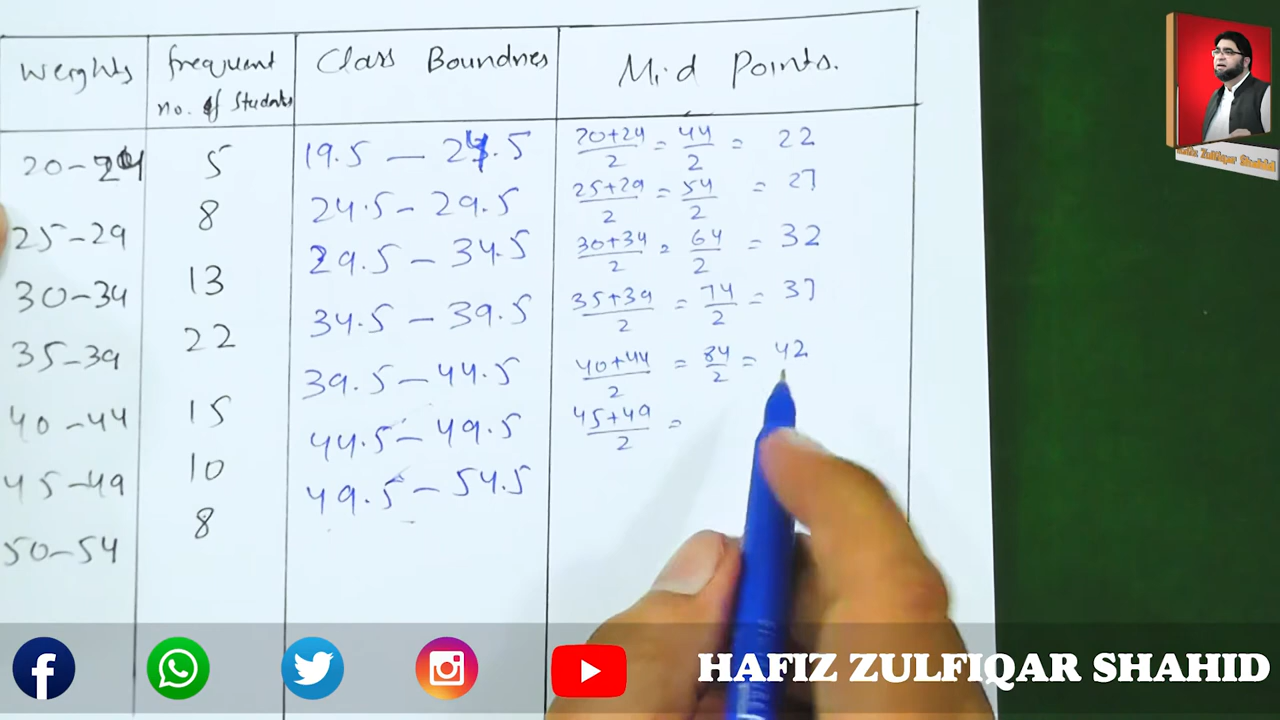 Weights frequent Class Boundries Mid Points.
no. of Students
20-24 5 19.5 — 24.5 20+24/2 = 44/2 = 22
25-29 8 24.5 - 29.5 25+29/2 = 54/2 = 27
30-34 13 29.5 - 34.5 30+34/2 = 64/2 = 32
35-39 22 34.5 - 39.5 35+39/2 = 74/2 = 37
40-44 15 39.5 - 44.5 40+44/2 = 84/2 = 42
45-49 10 44.5 - 49.5 45+49/2 =
50-54 8 49.5 - 54.5
Hafiz Zulfiqar Shahid
HAFIZ ZULFIQAR SHAHID